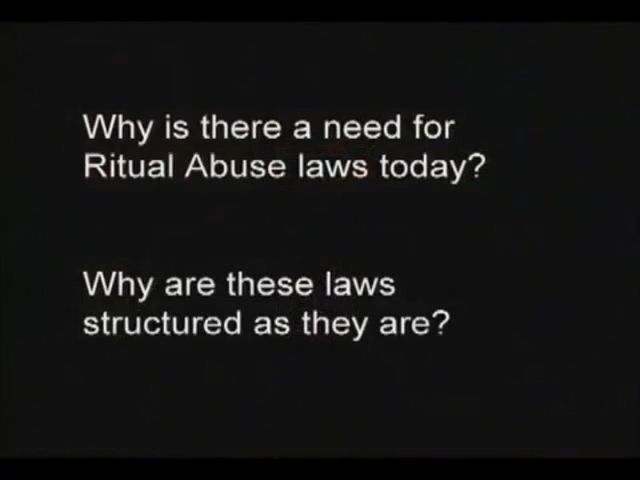 Why is there a need for
Ritual Abuse laws today?
Why are these laws
structured as they are?